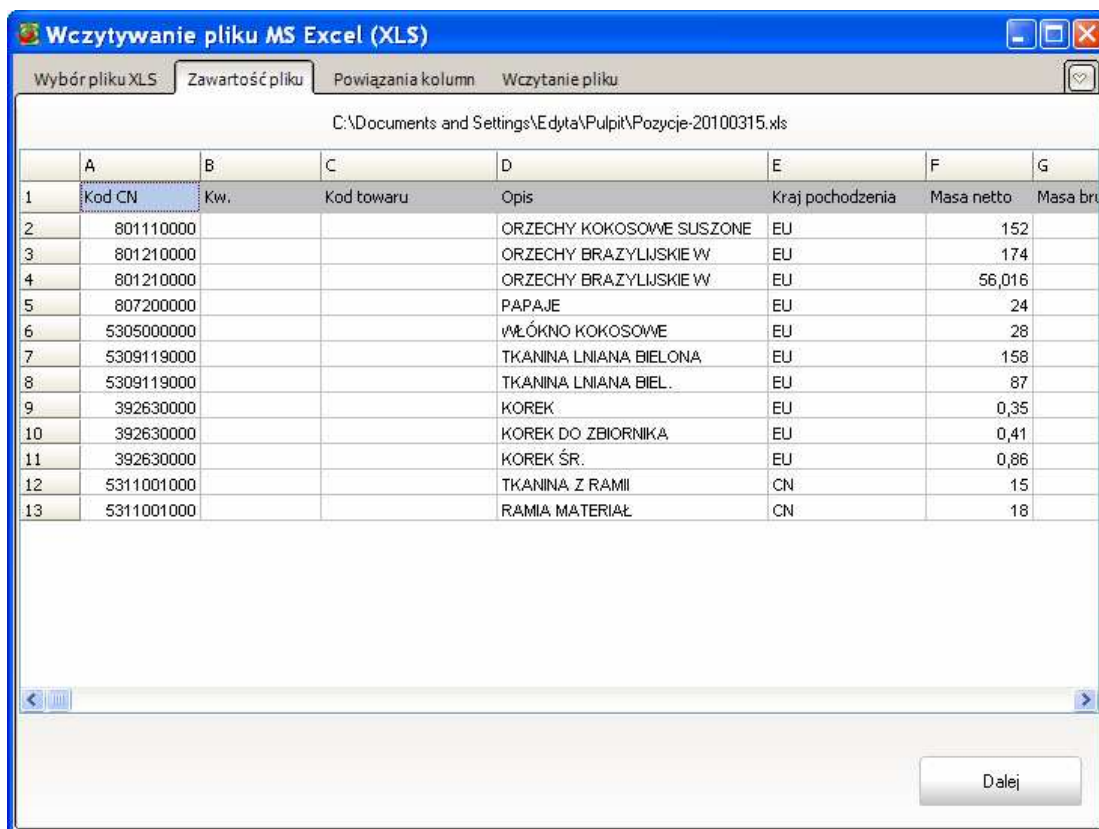 Wczytywanie pliku MS Excel (XLS)
Wybór pliku XLS Zawartość pliku Powiązania kolumn Wczytanie pliku
C:\Documents and Settings\Edyta\Pulpit\Pozycje-20100315.xls
A B C D E F G
1 Kod CN Kw. Kod towaru Opis Kraj pochodzenia Masa netto Masa bru
2 801110000 ORZECHY KOKOSOWE SUSZONE EU 152
3 801210000 ORZECHY BRAZYLIJSKIE W EU 174
4 801210000 ORZECHY BRAZYLIJSKIE W EU 56,016
5 807200000 PAPAJE EU 24
6 5305000000 WŁÓKNO KOKOSOWE EU 28
7 5309119000 TKANINA LNIANA BIELONA EU 158
8 5309119000 TKANINA LNIANA BIEL. EU 87
9 392630000 KOREK EU 0,35
10 392630000 KOREK DO ZBIORNIKA EU 0,41
11 392630000 KOREK ŚR. EU 0,86
12 5311001000 TKANINA Z RAMII CN 15
13 5311001000 RAMIA MATERIAŁ CN 18
Dalej